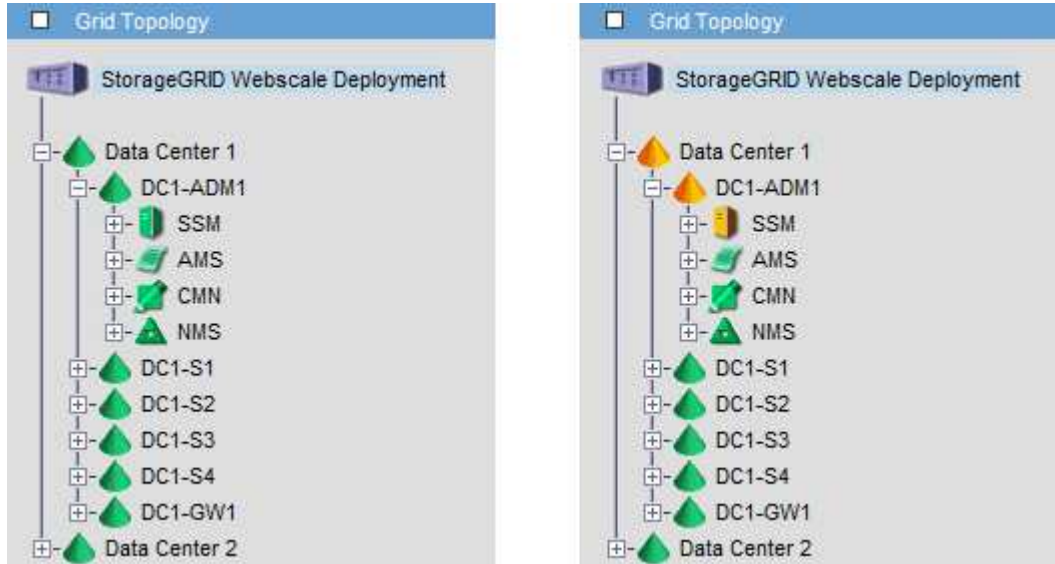 Grid Topology
StorageGRID Webscale Deployment
Data Center 1
DC1-ADM1
SSM
AMS
CMN
NMS
DC1-S1
DC1-S2
DC1-S3
DC1-S4
DC1-GW1
Data Center 2
Grid Topology
StorageGRID Webscale Deployment
Data Center 1
DC1-ADM1
SSM
AMS
CMN
NMS
DC1-S1
DC1-S2
DC1-S3
DC1-S4
DC1-GW1
Data Center 2